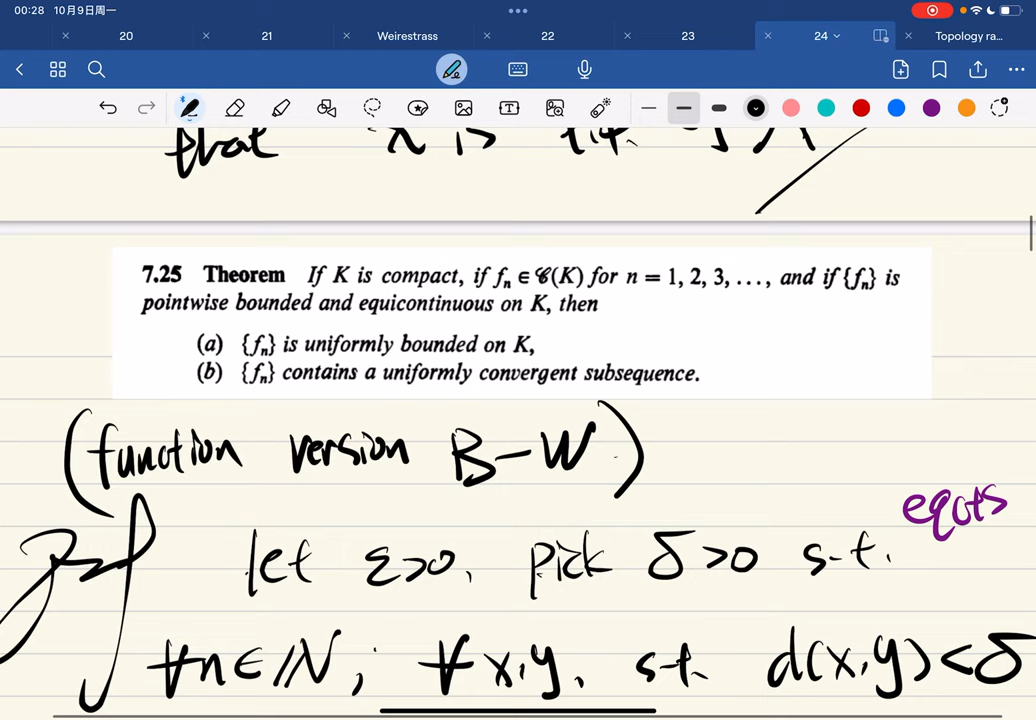 00:28 10月9日周一
20
21
Weirestrass
22
23
24
Topology ra...
that x is
7.25 Theorem If K is compact, if fₙ ∈ 𝒞(K) for n = 1, 2, 3, ..., and if {fₙ} is
pointwise bounded and equicontinuous on K, then
(a) {fₙ} is uniformly bounded on K,
(b) {fₙ} contains a uniformly convergent subsequence.
(function version B-W)
eqcts
let ε>0, pick δ>0 s.t.
∀n∈ℕ, ∀x,y, s.t. d(x,y)<δ